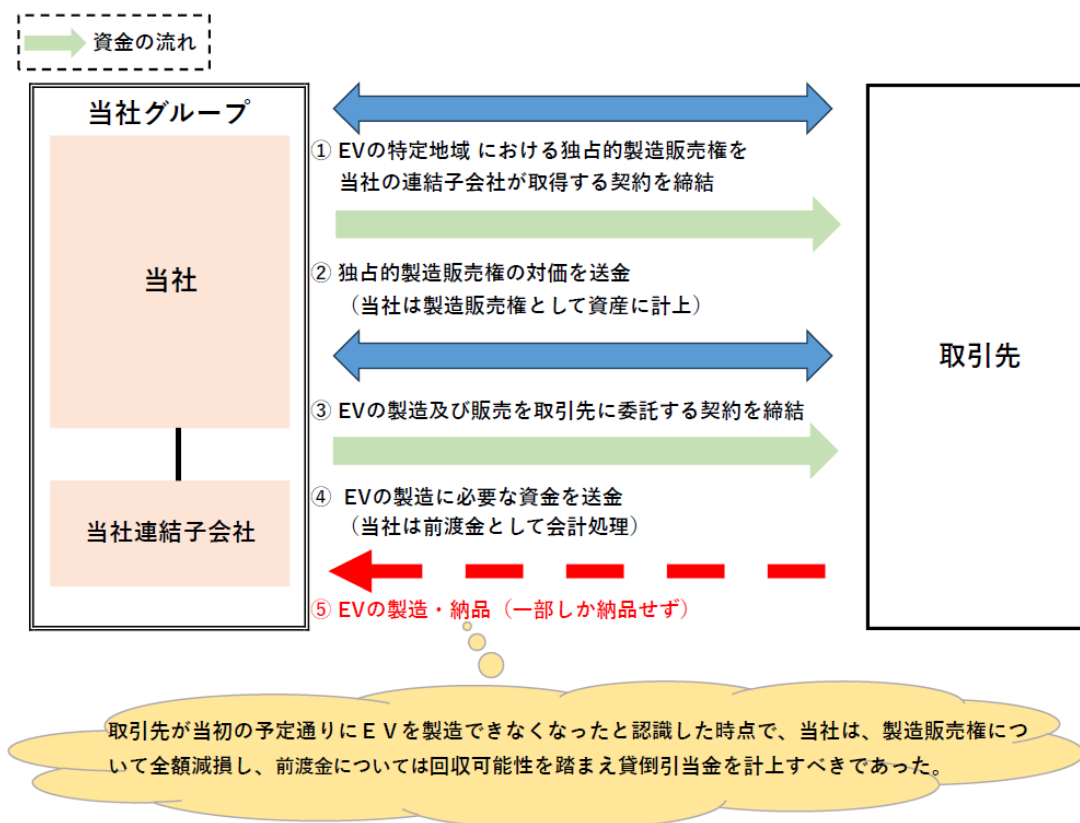 資金の流れ
当社グループ
当社
当社連結子会社
① EVの特定地域 における独占的製造販売権を
当社の連結子会社が取得する契約を締結
② 独占的製造販売権の対価を送金
（当社は製造販売権として資産に計上）
③ EVの製造及び販売を取引先に委託する契約を締結
④ EVの製造に必要な資金を送金
（当社は前渡金として会計処理）
⑤ EVの製造・納品（一部しか納品せず）
取引先
取引先が当初の予定通りにＥＶを製造できなくなったと認識した時点で、当社は、製造販売権につ
いて全額減損し、前渡金については回収可能性を踏まえ貸倒引当金を計上すべきであった。